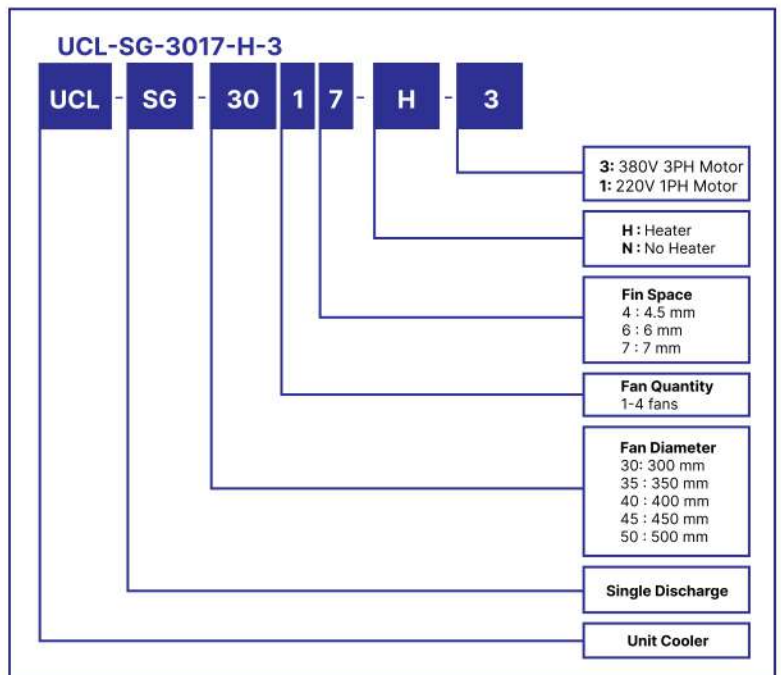 UCL-SG-3017-H-3
UCL - SG - 30 1 7 - H - 3
3: 380V 3PH Motor
1: 220V 1PH Motor
H : Heater
N : No Heater
Fin Space
4 : 4.5 mm
6 : 6 mm
7 : 7 mm
Fan Quantity
1-4 fans
Fan Diameter
30: 300 mm
35 : 350 mm
40 : 400 mm
45 : 450 mm
50 : 500 mm
Single Discharge
Unit Cooler